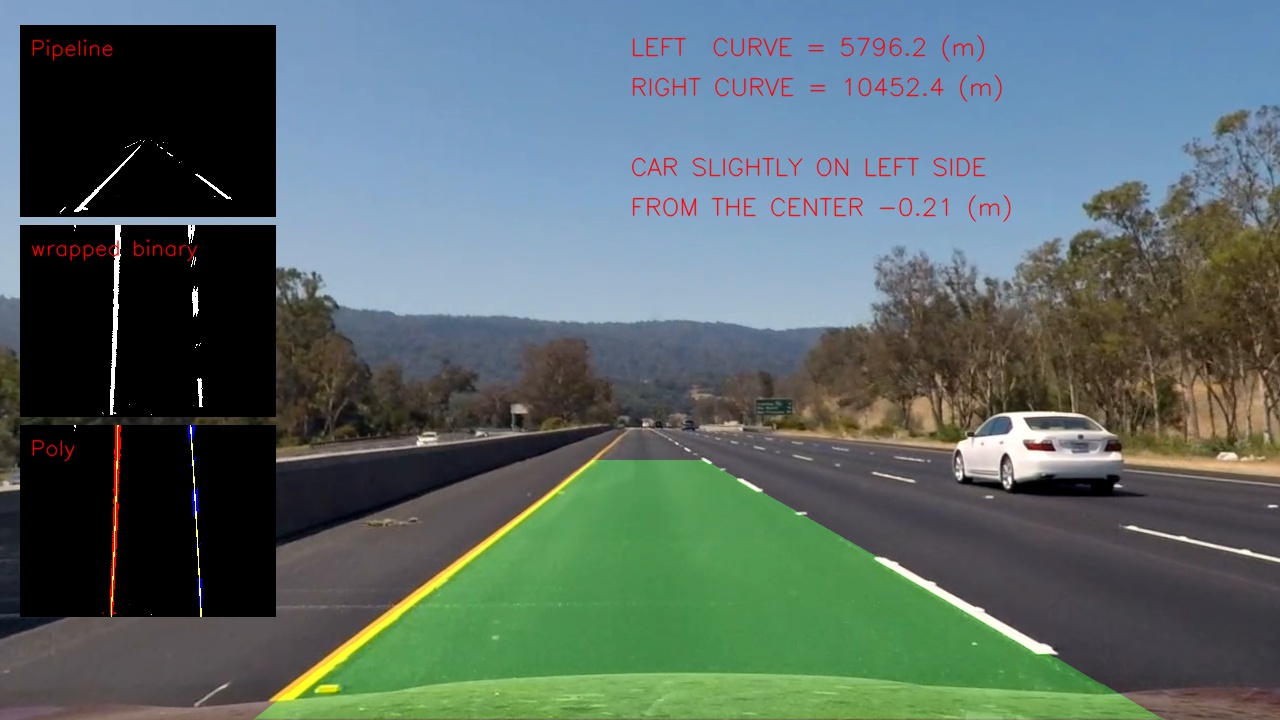 Pipeline
wrapped binary
Poly
LEFT CURVE = 5796.2 (m)
RIGHT CURVE = 10452.4 (m)
CAR SLIGHTLY ON LEFT SIDE
FROM THE CENTER -0.21 (m)